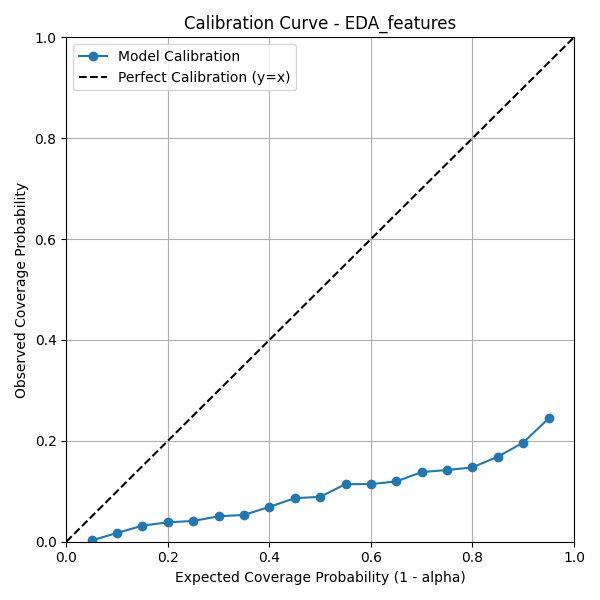 Calibration Curve - EDA_features
Model Calibration
Perfect Calibration (y=x)
Observed Coverage Probability
1.0
0.8
0.6
0.4
0.2
0.0
0.0 0.2 0.4 0.6 0.8 1.0
Expected Coverage Probability (1 - alpha)